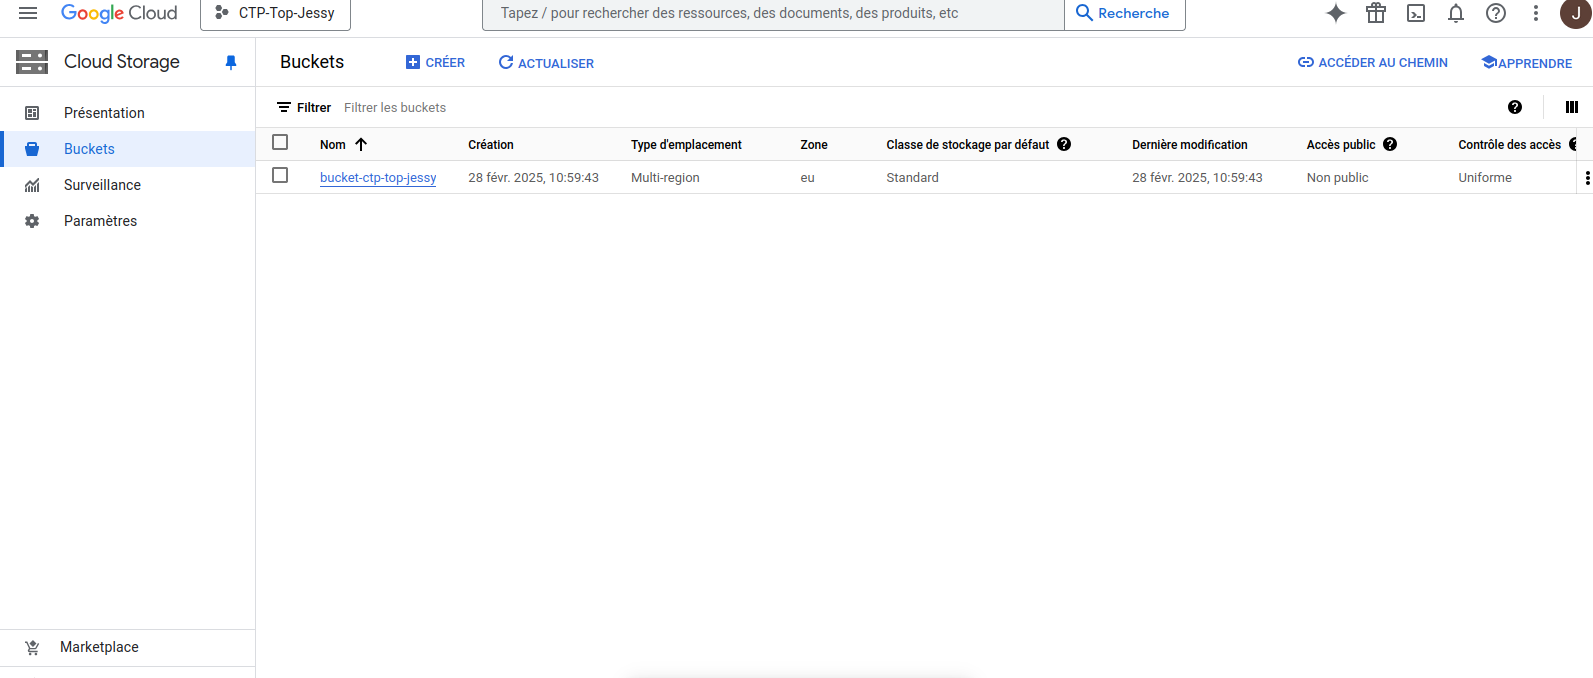 Google Cloud CTP-Top-Jessy Tapez / pour rechercher des ressources, des documents, des produits, etc Recherche J
Cloud Storage Buckets CRÉER ACTUALISER ACCÉDER AU CHEMIN APPRENDRE
Présentation
Buckets
Surveillance
Paramètres
Marketplace
Filtrer Filtrer les buckets
Nom Création Type d'emplacement Zone Classe de stockage par défaut Dernière modification Accès public Contrôle des accès
bucket-ctp-top-jessy 28 févr. 2025, 10:59:43 Multi-region eu Standard 28 févr. 2025, 10:59:43 Non public Uniforme